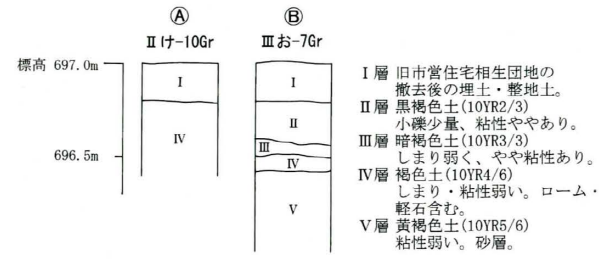 Ⓐ
Ⅱけ-10Gr
Ⓑ
Ⅲお-7Gr
標高 697.0m
696.5m
Ⅰ
Ⅳ
Ⅰ
Ⅱ
Ⅲ
Ⅳ
Ⅴ
Ⅰ層 旧市営住宅相生団地の
撤去後の埋土・整地土。
Ⅱ層 黒褐色土(10YR2/3)
小礫少量、粘性ややあり。
Ⅲ層 暗褐色土(10YR3/3)
しまり弱く、やや粘性あり。
Ⅳ層 褐色土(10YR4/6)
しまり・粘性弱い。ローム・
軽石含む。
Ⅴ層 黄褐色土(10YR5/6)
粘性弱い。砂層。